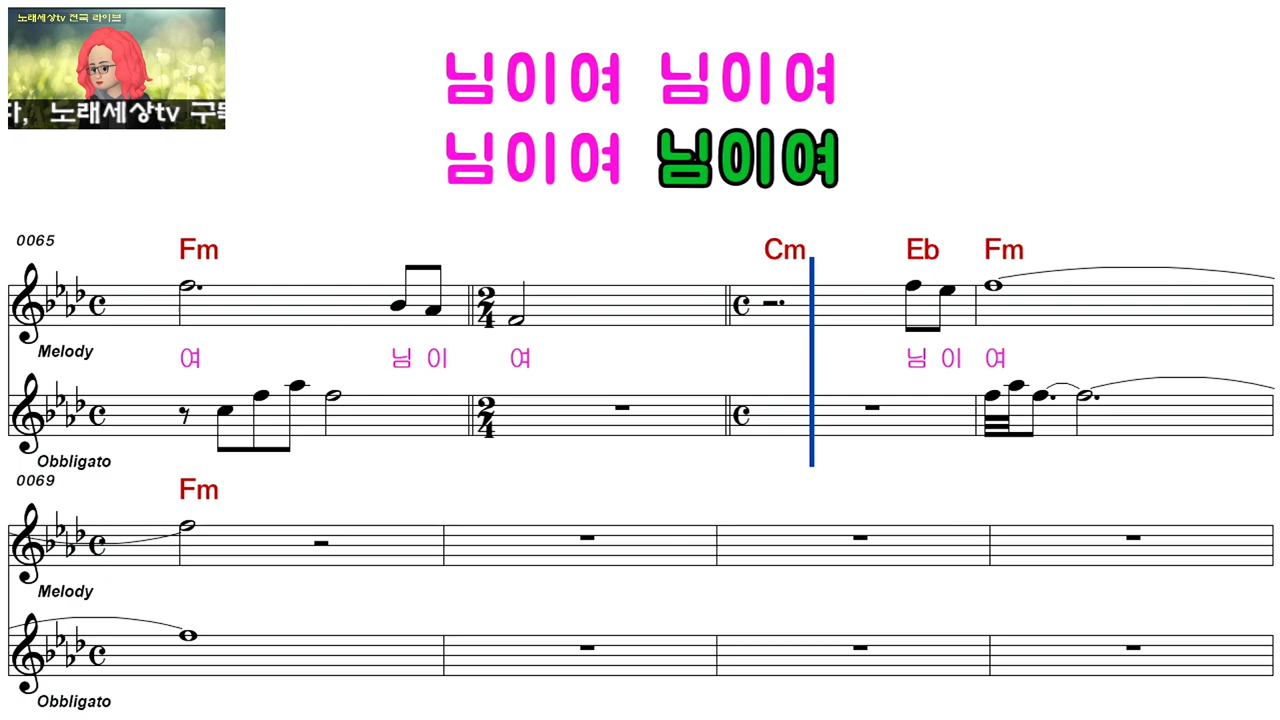 노래세상tv 전국 라이브
노래세상tv
님이여 님이여
님이여 님이여
0065
Fm Cm Eb Fm
Melody
여 님 이 여 님 이 여
Obbligato
0069
Fm
Melody
Obbligato